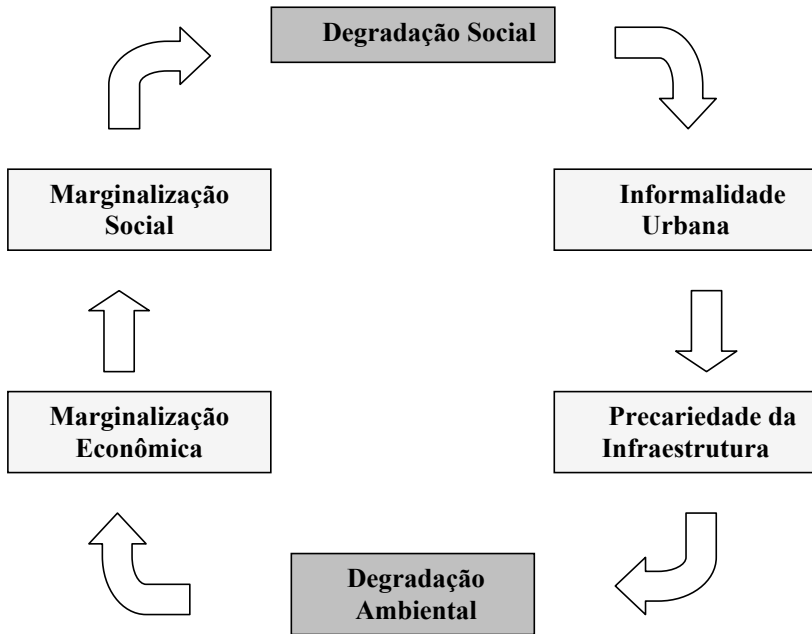 Degradação Social
Marginalização
Social
Informalidade
Urbana
Marginalização
Econômica
Precariedade da
Infraestrutura
Degradação
Ambiental